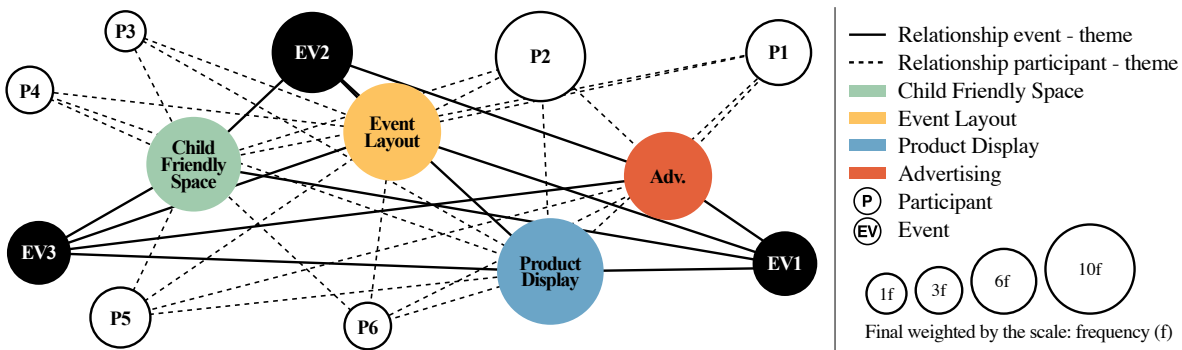 P3
EV2
P2
P1
P4
Event
Layout
Child
Friendly
Space
Adv.
EV3
Product
Display
EV1
P5
P6
Relationship event - theme
Relationship participant - theme
Child Friendly Space
Event Layout
Product Display
Advertising
P Participant
EV Event
1f 3f 6f 10f
Final weighted by the scale: frequency (f)